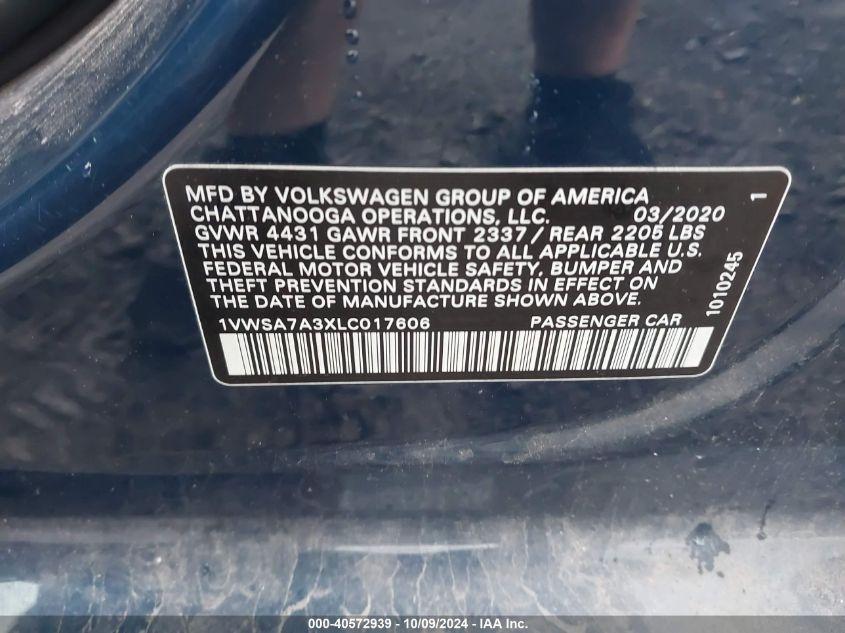 MFD BY VOLKSWAGEN GROUP OF AMERICA 1
CHATTANOOGA OPERATIONS, LLC. 03/2020
GVWR 4431 GAWR FRONT 2337 / REAR 2205 LBS
THIS VEHICLE CONFORMS TO ALL APPLICABLE U.S.
FEDERAL MOTOR VEHICLE SAFETY, BUMPER AND
THEFT PREVENTION STANDARDS IN EFFECT ON
THE DATE OF MANUFACTURE SHOWN ABOVE.
1010245
1VWSA7A3XLC017606 PASSENGER CAR
000-40572939 - 10/09/2024 - IAA Inc.